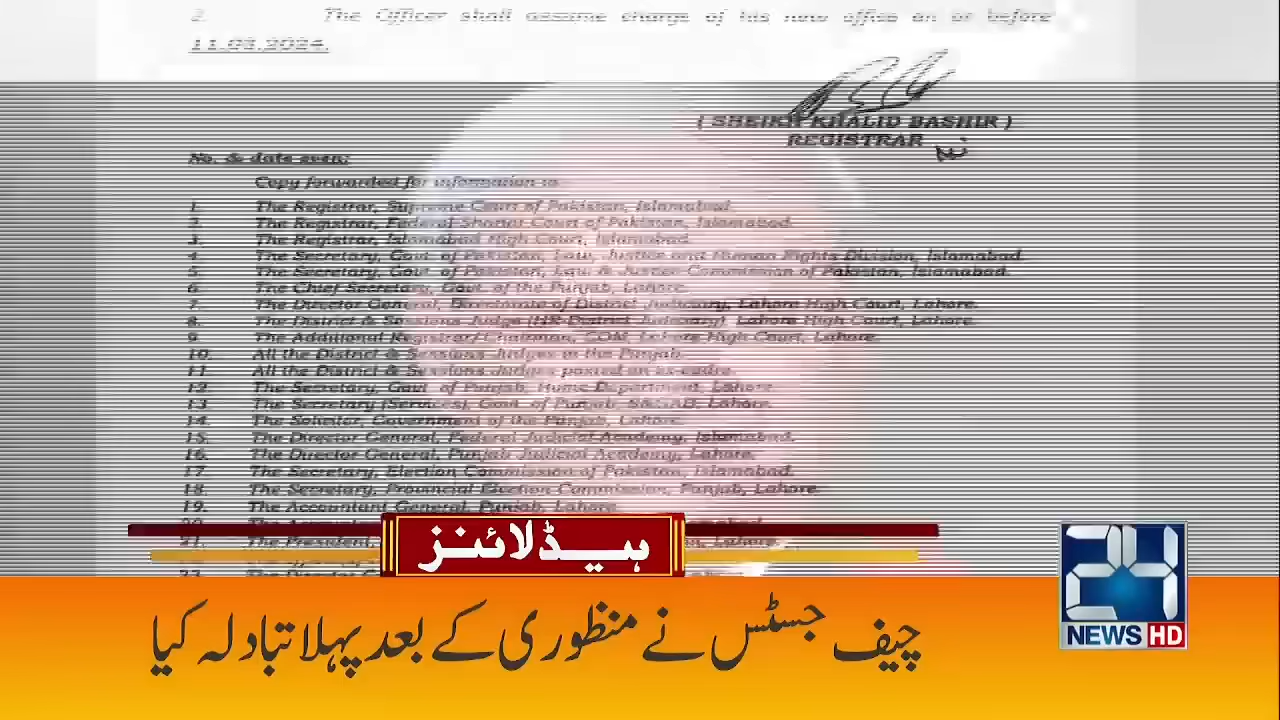 2. The Officer shall assume charge of his new office on or before
11.03.2024.
( SHEIKH KHALID BASHIR )
REGISTRAR
No. & date even:
Copy forwarded for information to
1. The Registrar, Supreme Court of Pakistan, Islamabad.
2. The Registrar, Federal Shariat Court of Pakistan, Islamabad.
3. The Registrar, Islamabad High Court, Islamabad.
4. The Secretary, Govt. of Pakistan, Law, Justice and Human Rights Division, Islamabad.
5. The Secretary, Govt. of Pakistan, Law & Justice Commission of Pakistan, Islamabad.
6. The Chief Secretary, Govt. of the Punjab, Lahore.
7. The Director General, Directorate of District Judiciary, Lahore High Court, Lahore.
8. The District & Sessions Judge (HR-District Judiciary) Lahore High Court, Lahore.
9. The Additional Registrar/Chairman, COM, Lahore High Court, Lahore.
10. All the District & Sessions Judges in the Punjab.
11. All the District & Sessions Judges posted on ex-cadre.
12. The Secretary, Govt. of Punjab, Home Department, Lahore.
13. The Secretary (Services), Govt. of Punjab, S&GAD, Lahore.
14. The Solicitor, Government of the Punjab, Lahore.
15. The Director General, Federal Judicial Academy, Islamabad.
16. The Director General, Punjab Judicial Academy, Lahore.
17. The Secretary, Election Commission of Pakistan, Islamabad.
18. The Secretary, Provincial Election Commission, Punjab, Lahore.
19. The Accountant General, Punjab, Lahore.
21. The President, Lahore.
ہیڈلائنز
24
NEWS HD
چیف جسٹس نے منظوری کے بعد پہلا تبادلہ کیا